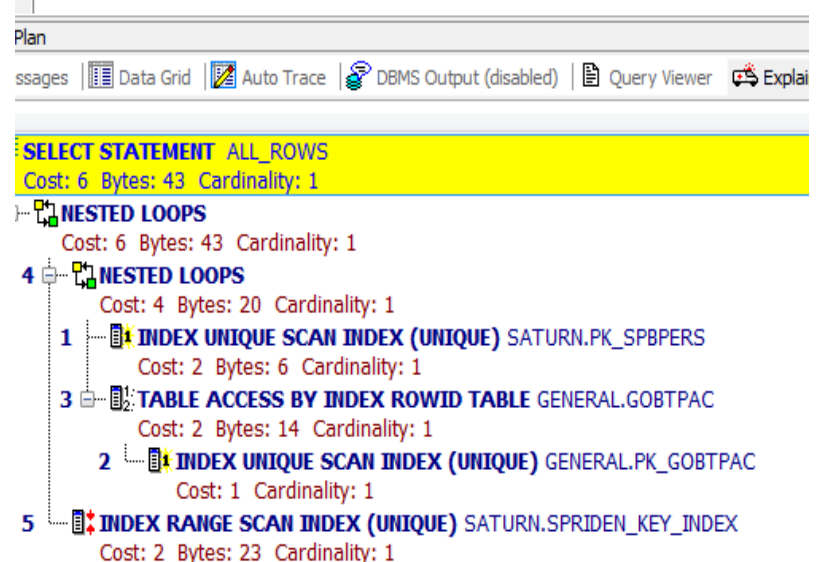 Plan
ssages Data Grid Auto Trace DBMS Output (disabled) Query Viewer Explai
SELECT STATEMENT ALL_ROWS
Cost: 6 Bytes: 43 Cardinality: 1
NESTED LOOPS
Cost: 6 Bytes: 43 Cardinality: 1
4 NESTED LOOPS
Cost: 4 Bytes: 20 Cardinality: 1
1 INDEX UNIQUE SCAN INDEX (UNIQUE) SATURN.PK_SPBPERS
Cost: 2 Bytes: 6 Cardinality: 1
3 TABLE ACCESS BY INDEX ROWID TABLE GENERAL.GOBTPAC
Cost: 2 Bytes: 14 Cardinality: 1
2 INDEX UNIQUE SCAN INDEX (UNIQUE) GENERAL.PK_GOBTPAC
Cost: 1 Cardinality: 1
5 INDEX RANGE SCAN INDEX (UNIQUE) SATURN.SPRIDEN_KEY_INDEX
Cost: 2 Bytes: 23 Cardinality: 1